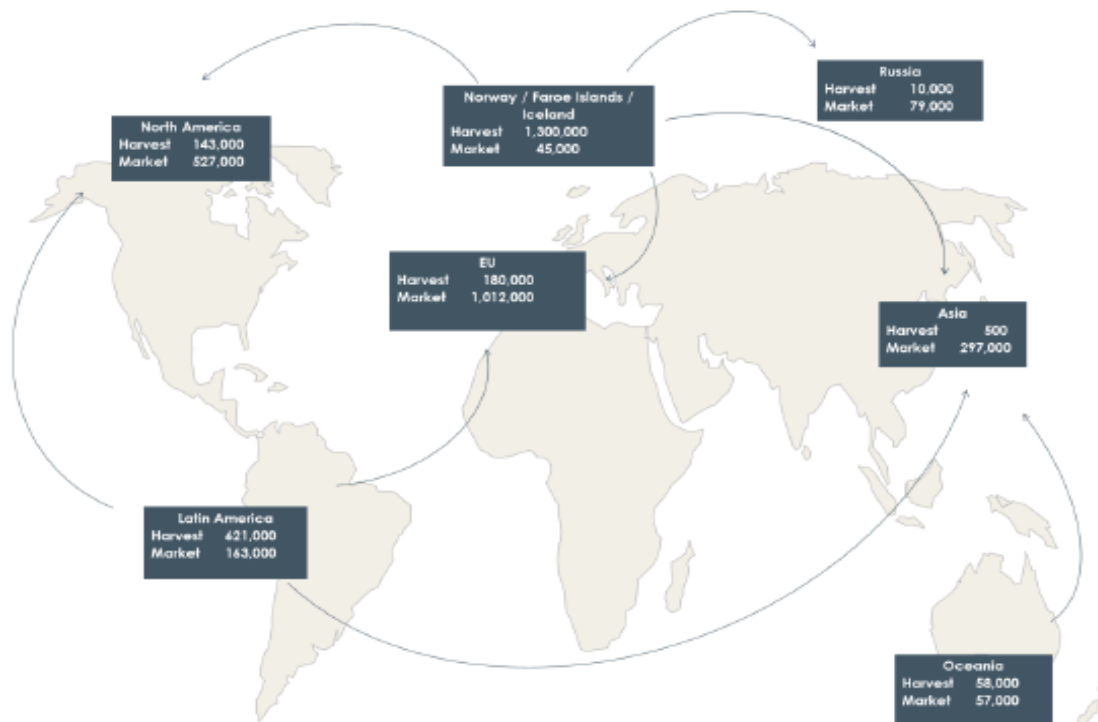 Russia
Harvest 10,000
Market 79,000
Norway / Faroe Islands /
Iceland
Harvest 1,300,000
Market 45,000
North America
Harvest 143,000
Market 527,000
EU
Harvest 180,000
Market 1,012,000
Asia
Harvest 500
Market 297,000
Latin America
Harvest 621,000
Market 163,000
Oceania
Harvest 58,000
Market 57,000